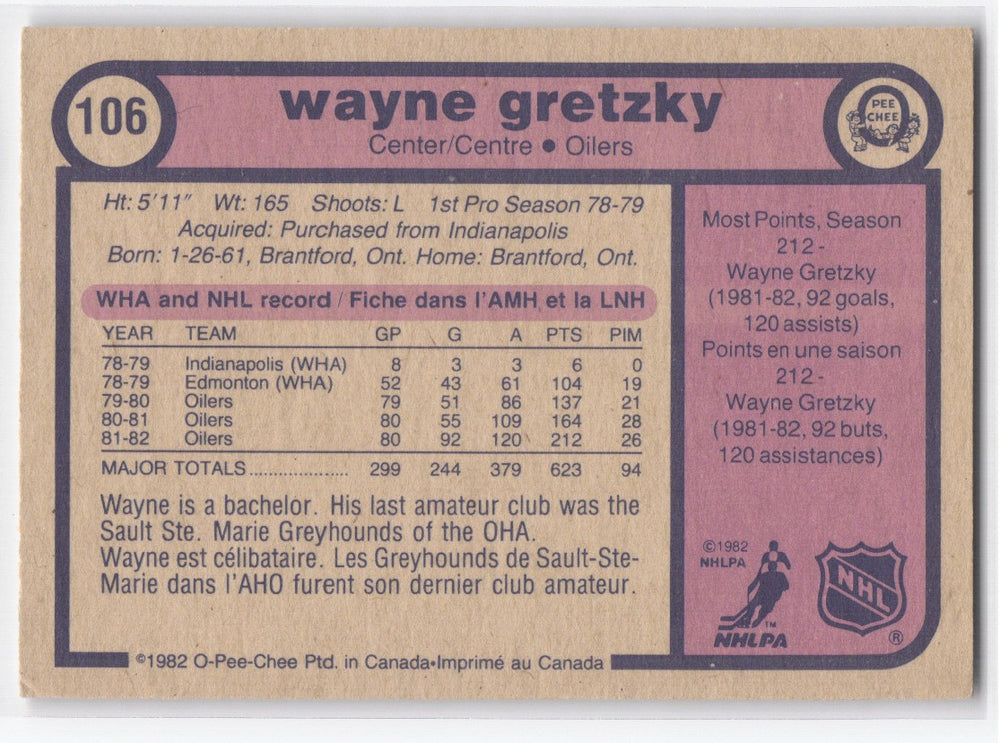 106
wayne gretzky
Center/Centre • Oilers
PEE
CHEE
Ht: 5'11" Wt: 165 Shoots: L 1st Pro Season 78-79
Acquired: Purchased from Indianapolis
Born: 1-26-61, Brantford, Ont. Home: Brantford, Ont.
WHA and NHL record / Fiche dans l'AMH et la LNH
YEAR TEAM GP G A PTS PIM
78-79 Indianapolis (WHA) 8 3 3 6 0
78-79 Edmonton (WHA) 52 43 61 104 19
79-80 Oilers 79 51 86 137 21
80-81 Oilers 80 55 109 164 28
81-82 Oilers 80 92 120 212 26
MAJOR TOTALS.................. 299 244 379 623 94
Wayne is a bachelor. His last amateur club was the
Sault Ste. Marie Greyhounds of the OHA.
Wayne est célibataire. Les Greyhounds de Sault-Ste-
Marie dans l'AHO furent son dernier club amateur.
Most Points, Season
212 -
Wayne Gretzky
(1981-82, 92 goals,
120 assists)
Points en une saison
212 -
Wayne Gretzky
(1981-82, 92 buts,
120 assistances)
©1982
NHLPA
TM
NHLPA
NHL
®
©1982 O-Pee-Chee Ptd. in Canada•Imprimé au Canada